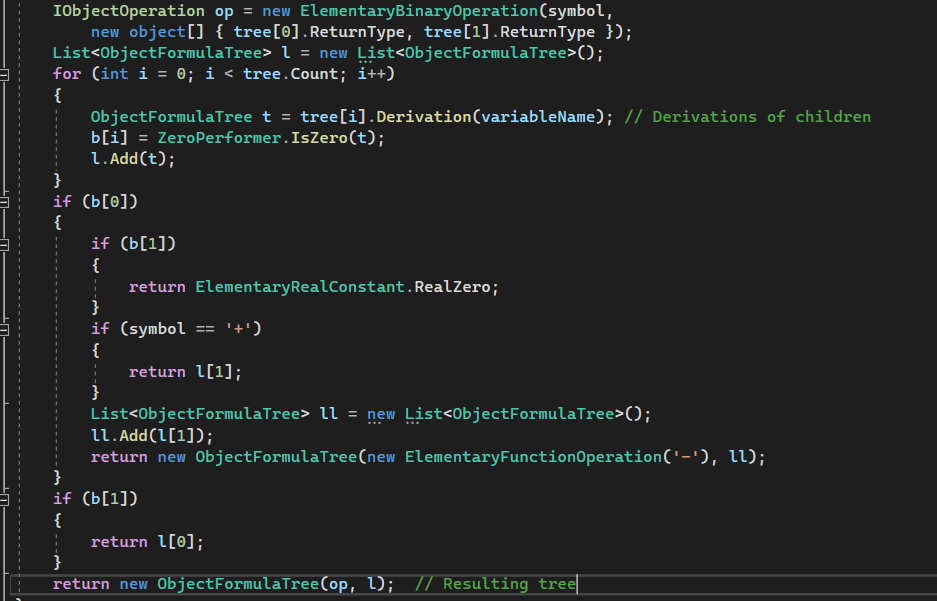 IObjectOperation op = new ElementaryBinaryOperation(symbol,
new object[] { tree[0].ReturnType, tree[1].ReturnType });
List<ObjectFormulaTree> l = new List<ObjectFormulaTree>();
for (int i = 0; i < tree.Count; i++)
{
ObjectFormulaTree t = tree[i].Derivation(variableName); // Derivations of children
b[i] = ZeroPerformer.IsZero(t);
l.Add(t);
}
if (b[0])
{
if (b[1])
{
return ElementaryRealConstant.RealZero;
}
if (symbol == '+')
{
return l[1];
}
List<ObjectFormulaTree> ll = new List<ObjectFormulaTree>();
ll.Add(l[1]);
return new ObjectFormulaTree(new ElementaryFunctionOperation('-'), ll);
}
if (b[1])
{
return l[0];
}
return new ObjectFormulaTree(op, l); // Resulting tree